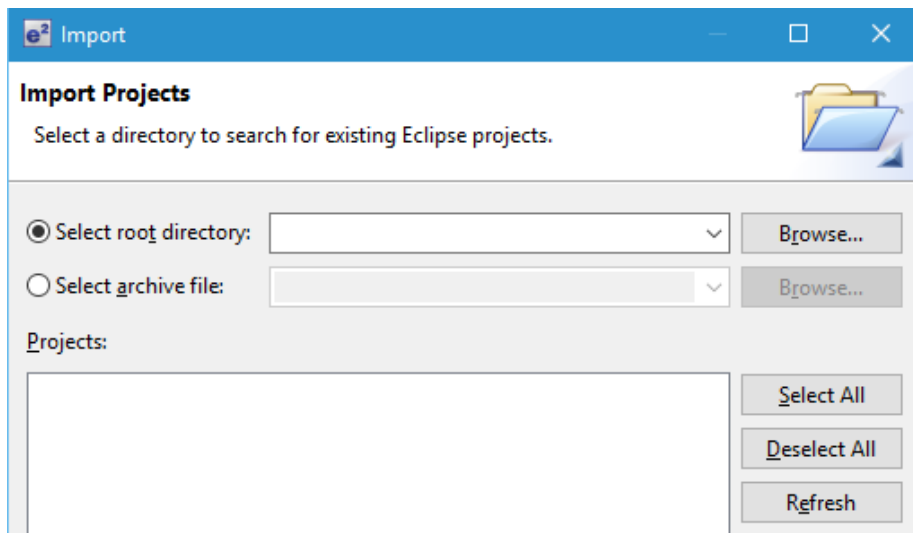 e² Import
Import Projects
Select a directory to search for existing Eclipse projects.
Select root directory: Browse...
Select archive file: Browse...
Projects:
Select All
Deselect All
Refresh